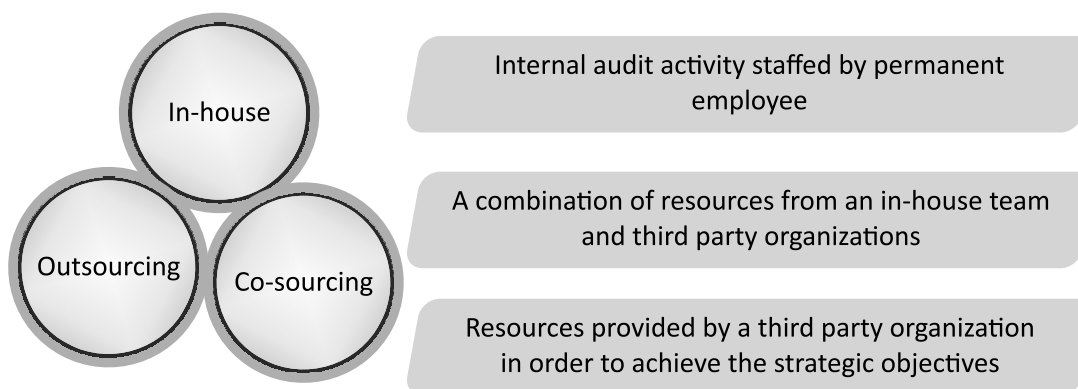 In-house
Outsourcing
Co-sourcing
Internal audit activity staffed by permanent
employee
A combination of resources from an in-house team
and third party organizations
Resources provided by a third party organization
in order to achieve the strategic objectives